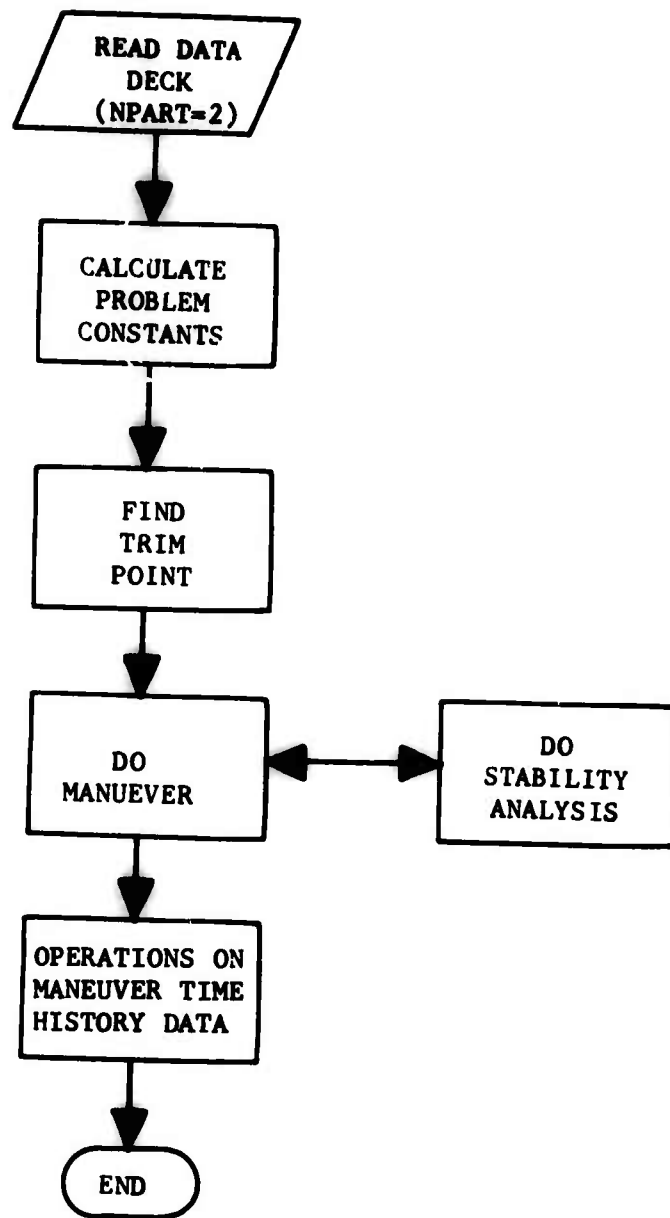 READ DATA
DECK
(NPART=2)
CALCULATE
PROBLEM
CONSTANTS
FIND
TRIM
POINT
DO
MANUEVER
DO
STABILITY
ANALYSIS
OPERATIONS ON
MANEUVER TIME
HISTORY DATA
END